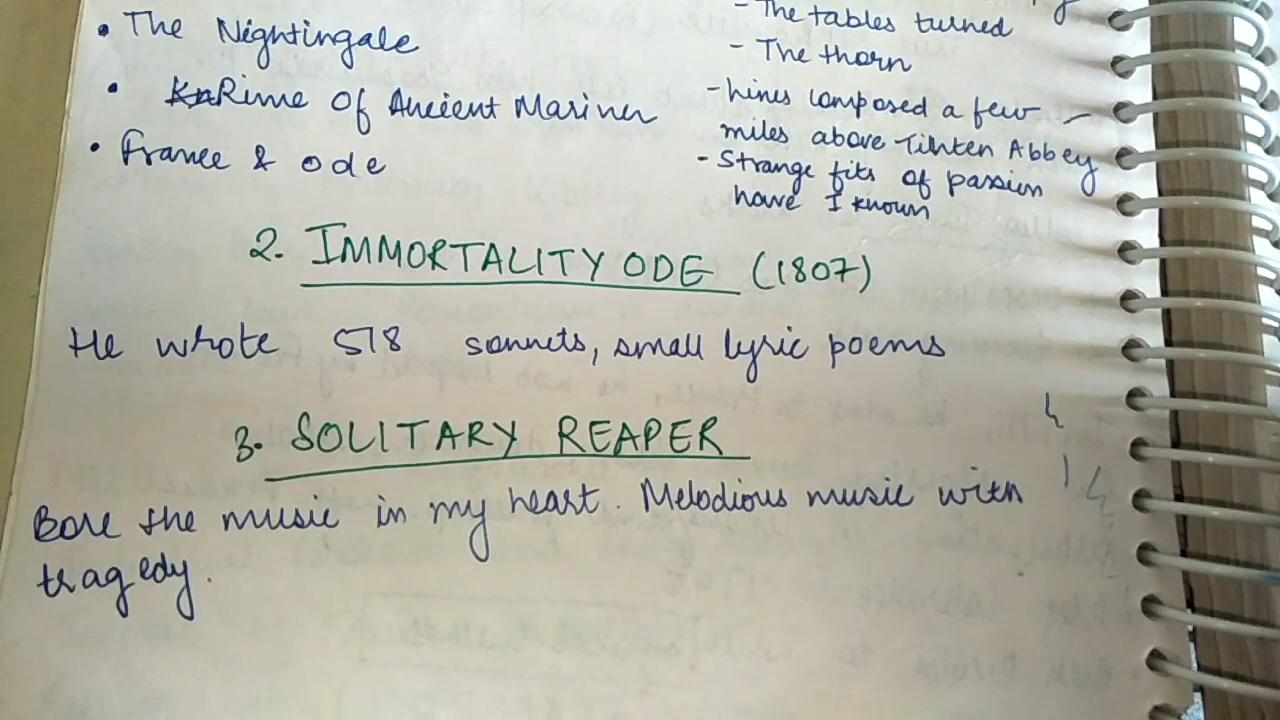 • The Nightingale
• Rime Of Ancient Mariner
• France & ode
- The tables turned
- The thorn
- Lines composed a few
miles above Tihten Abbey
- Strange fits of passion
have I known
2. IMMORTALITY ODE (1807)
He wrote 518 sonnets, small lyric poems
3. SOLITARY REAPER
Bore the music in my heart. Melodious music with
tragedy.